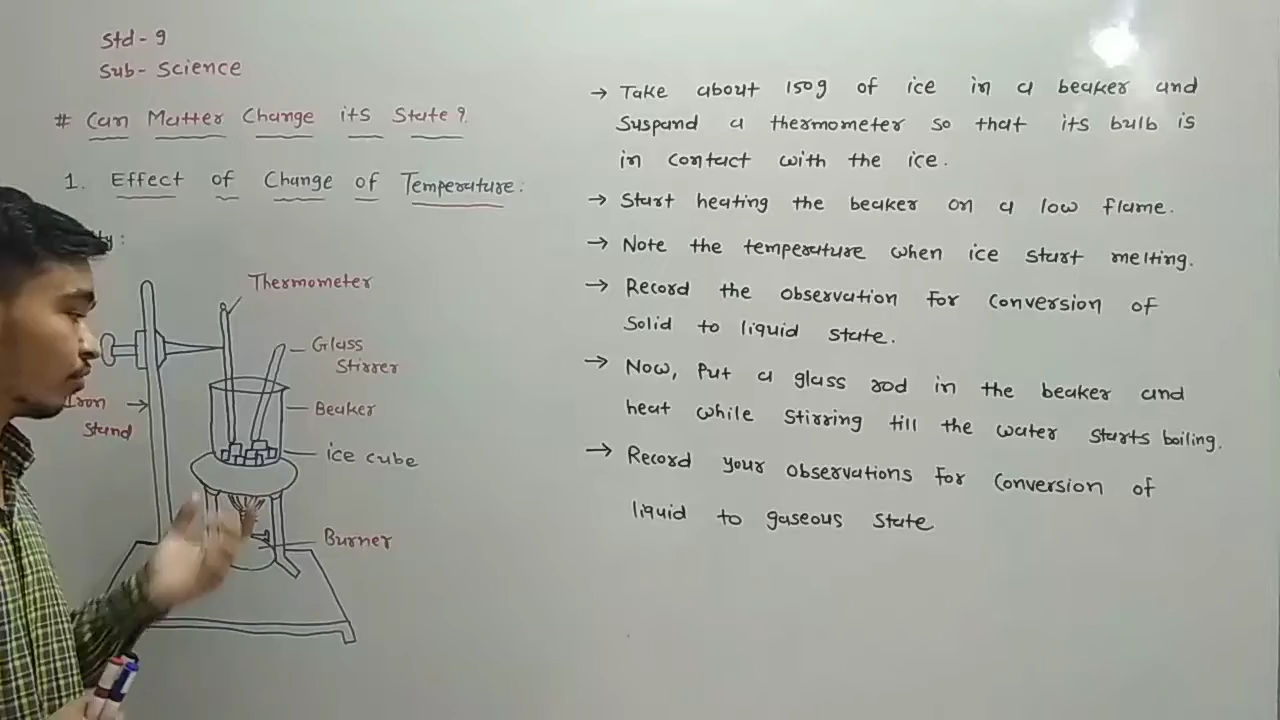 Std- 9
Sub- Science
# Can Matter Change its State ?
1. Effect of Change of Temperature:
Thermometer
Glass
Stirrer
Iron
Stand
Beaker
ice cube
Burner
→ Take about 150g of ice in a beaker and
Suspand a thermometer so that its bulb is
in contact with the ice.
→ Start heating the beaker on a low flame.
→ Note the temperature when ice start melting.
→ Record the observation for conversion of
Solid to liquid state.
→ Now, Put a glass rod in the beaker and
heat while stirring till the water starts boiling.
→ Record your observations for conversion of
liquid to gaseous state